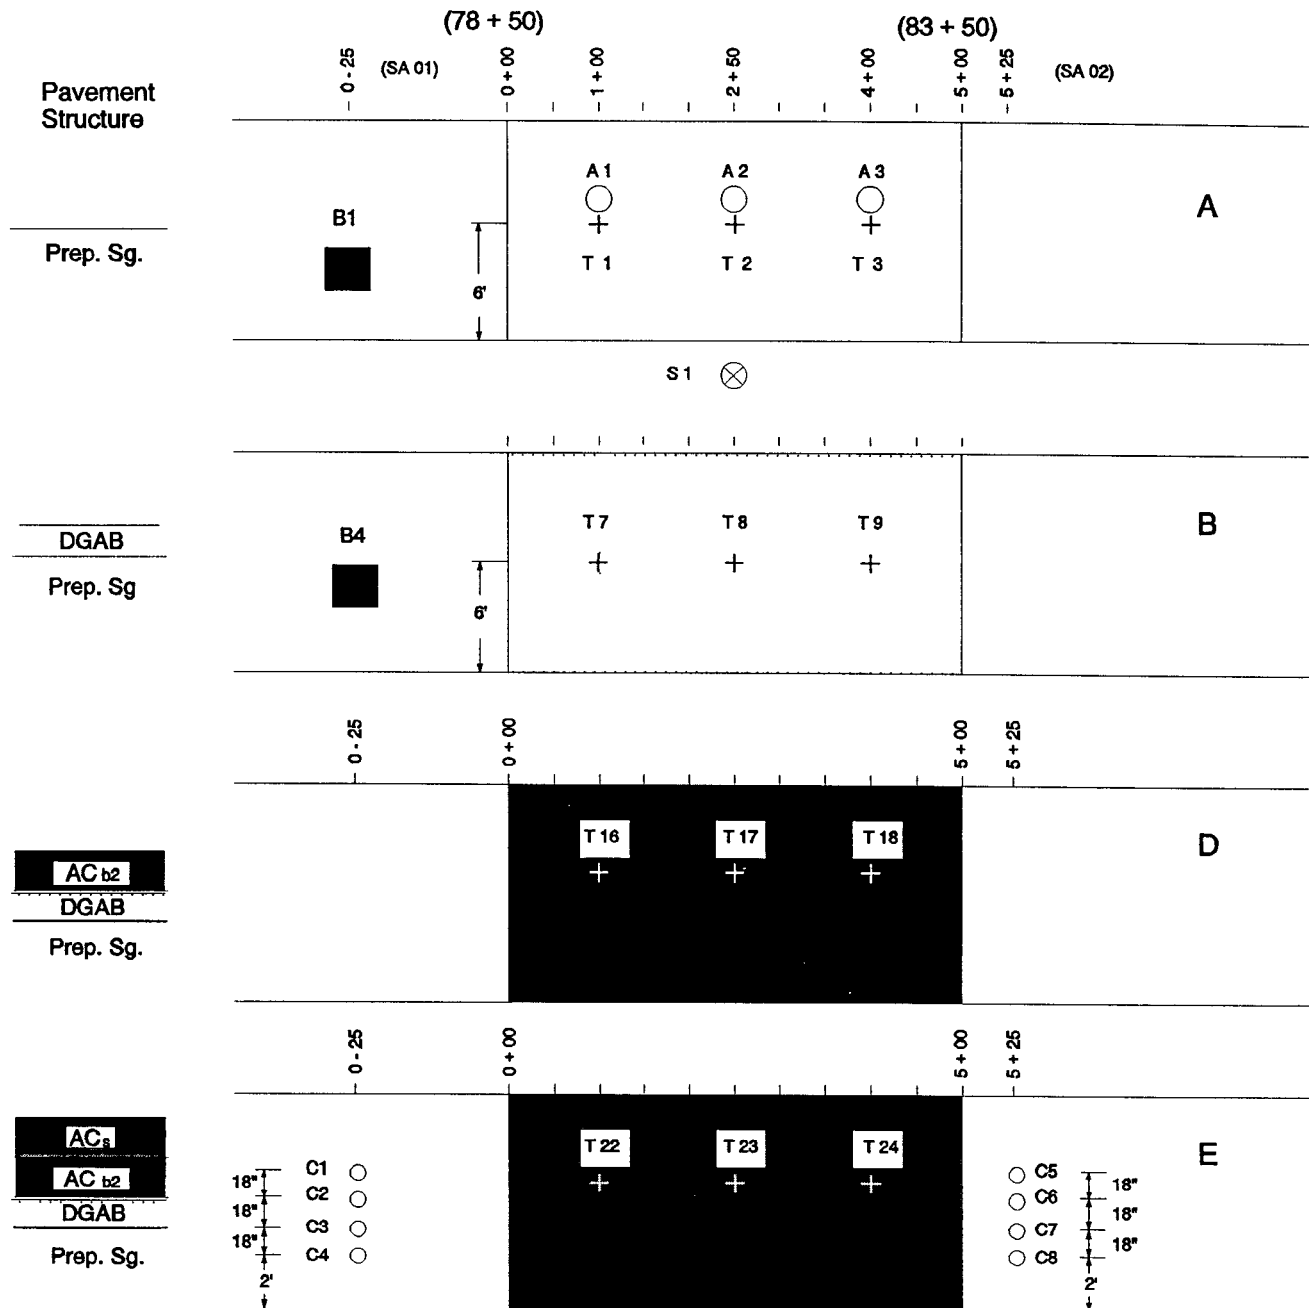 (78 + 50)
(83 + 50)
0 - 25
(SA 01)
0 + 00
1 + 00
2 + 50
4 + 00
5 + 00
5 + 25
(SA 02)
Pavement
Structure
A 1
A 2
A 3
A
B1
Prep. Sg.
T 1
T 2
T 3
6'
S 1
T 7
T 8
T 9
B
DGAB
B4
Prep. Sg
6'
0 - 25
0 + 00
5 + 00
5 + 25
T 16
T 17
T 18
D
AC b2
DGAB
Prep. Sg.
0 - 25
0 + 00
5 + 00
5 + 25
ACs
T 22
T 23
T 24
E
AC b2
18"
C1
C5
18"
C2
C6
DGAB
18"
C3
C7
18"
Prep. Sg.
18"
C4
C8
18"
2'
2'